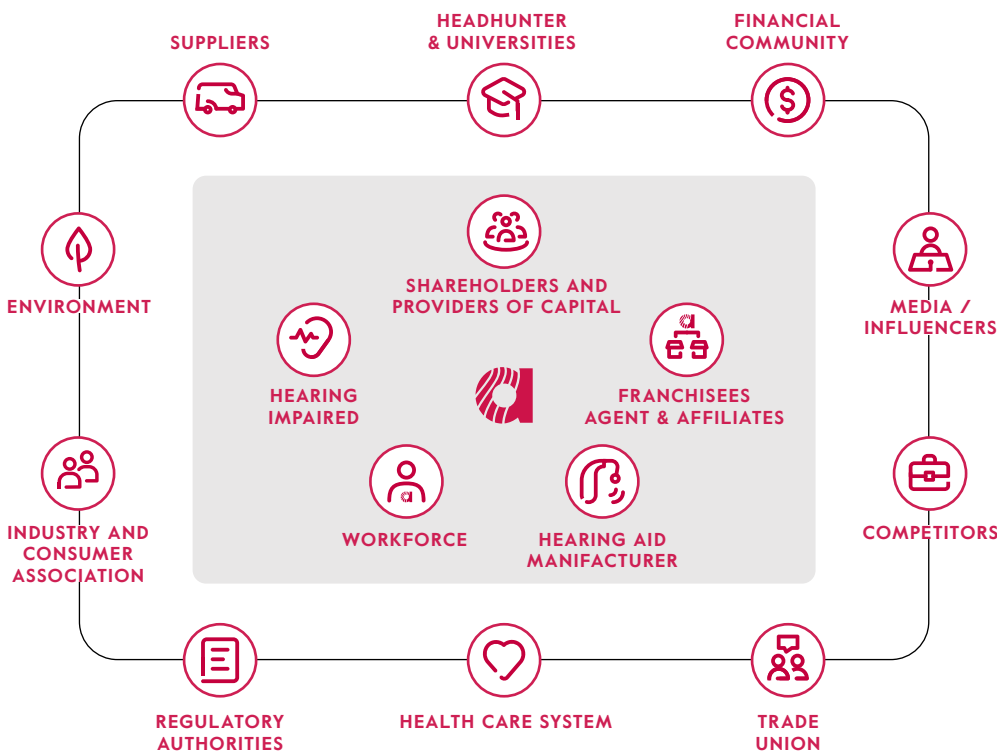 SUPPLIERS
HEADHUNTER
& UNIVERSITIES
FINANCIAL
COMMUNITY
ENVIRONMENT
SHAREHOLDERS AND
PROVIDERS OF CAPITAL
MEDIA /
INFLUENCERS
HEARING
IMPAIRED
FRANCHISEES
AGENT & AFFILIATES
INDUSTRY AND
CONSUMER
ASSOCIATION
WORKFORCE
HEARING AID
MANIFACTURER
COMPETITORS
REGULATORY
AUTHORITIES
HEALTH CARE SYSTEM
TRADE
UNION